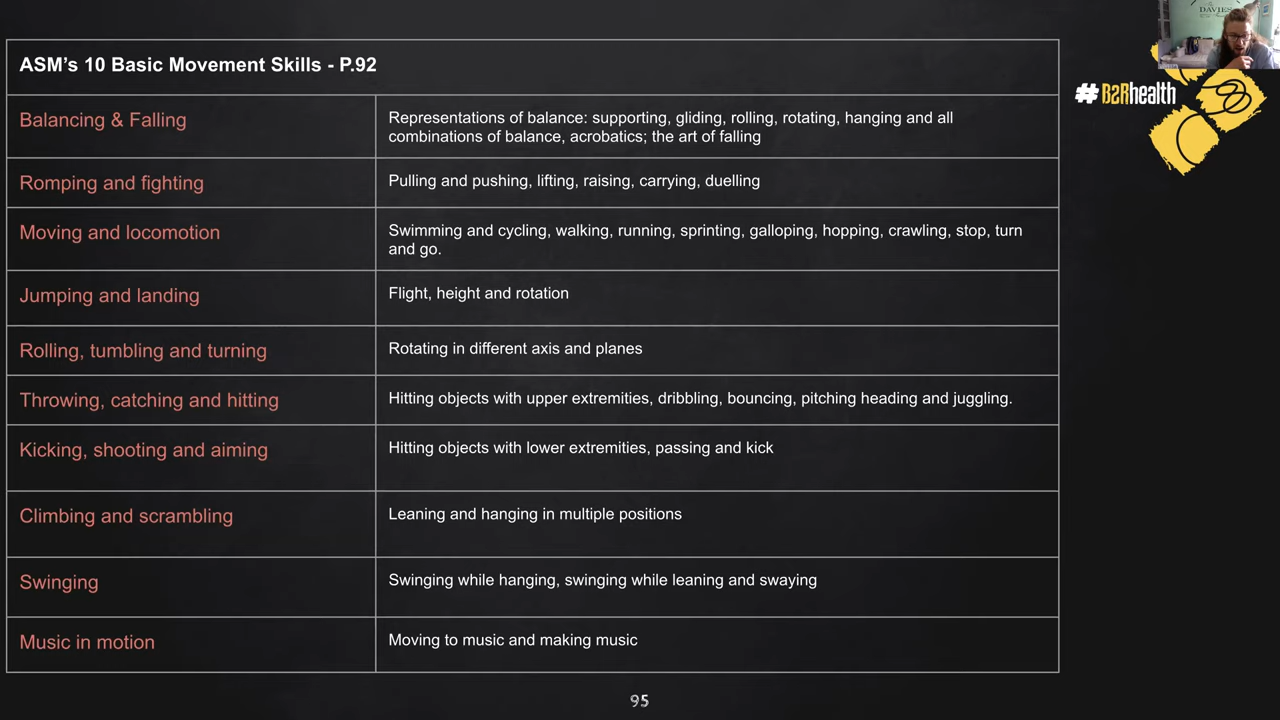 DAVIES
ASM's 10 Basic Movement Skills - P.92
#B2Rhealth
Balancing & Falling
Representations of balance: supporting, gliding, rolling, rotating, hanging and all
combinations of balance, acrobatics; the art of falling
Romping and fighting
Pulling and pushing, lifting, raising, carrying, duelling
Moving and locomotion
Swimming and cycling, walking, running, sprinting, galloping, hopping, crawling, stop, turn
and go.
Jumping and landing
Flight, height and rotation
Rolling, tumbling and turning
Rotating in different axis and planes
Throwing, catching and hitting
Hitting objects with upper extremities, dribbling, bouncing, pitching heading and juggling.
Kicking, shooting and aiming
Hitting objects with lower extremities, passing and kick
Climbing and scrambling
Leaning and hanging in multiple positions
Swinging
Swinging while hanging, swinging while leaning and swaying
Music in motion
Moving to music and making music
95